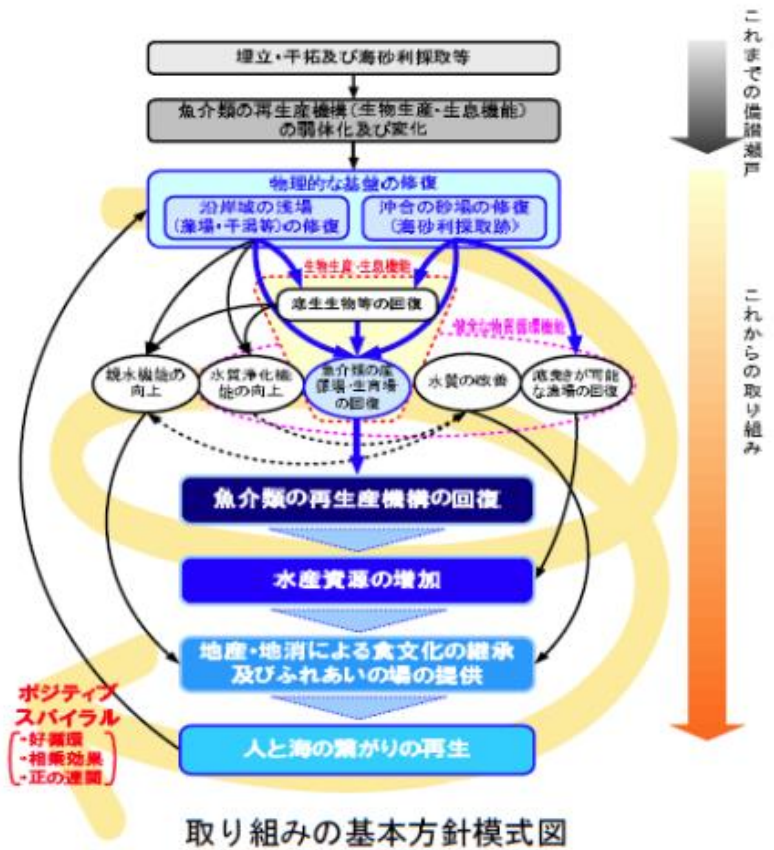 埋立・干拓及び海砂利採取等
魚介類の再生産機構(生物生産・生息機能)
の弱体化及び変化
物理的な基盤の修復
沿岸域の浅場
(藻場・干潟等)の修復
沖合の砂場の修復
(海砂利採取跡)
生物生産・生息機能
底生生物等の回復
健全な物質循環機能
親水機能の
向上
水質浄化機
能の向上
魚介類の産
卵場・生育場
の回復
水質の改善
底曳きが可能
な漁場の回復
魚介類の再生産機構の回復
水産資源の増加
地産・地消による食文化の継承
及びふれあいの場の提供
人と海の繋がりの再生
ポジティブ
スパイラル
・好循環
・相乗効果
・正の連関
これまでの備讃瀬戸
これからの取り組み
取り組みの基本方針模式図